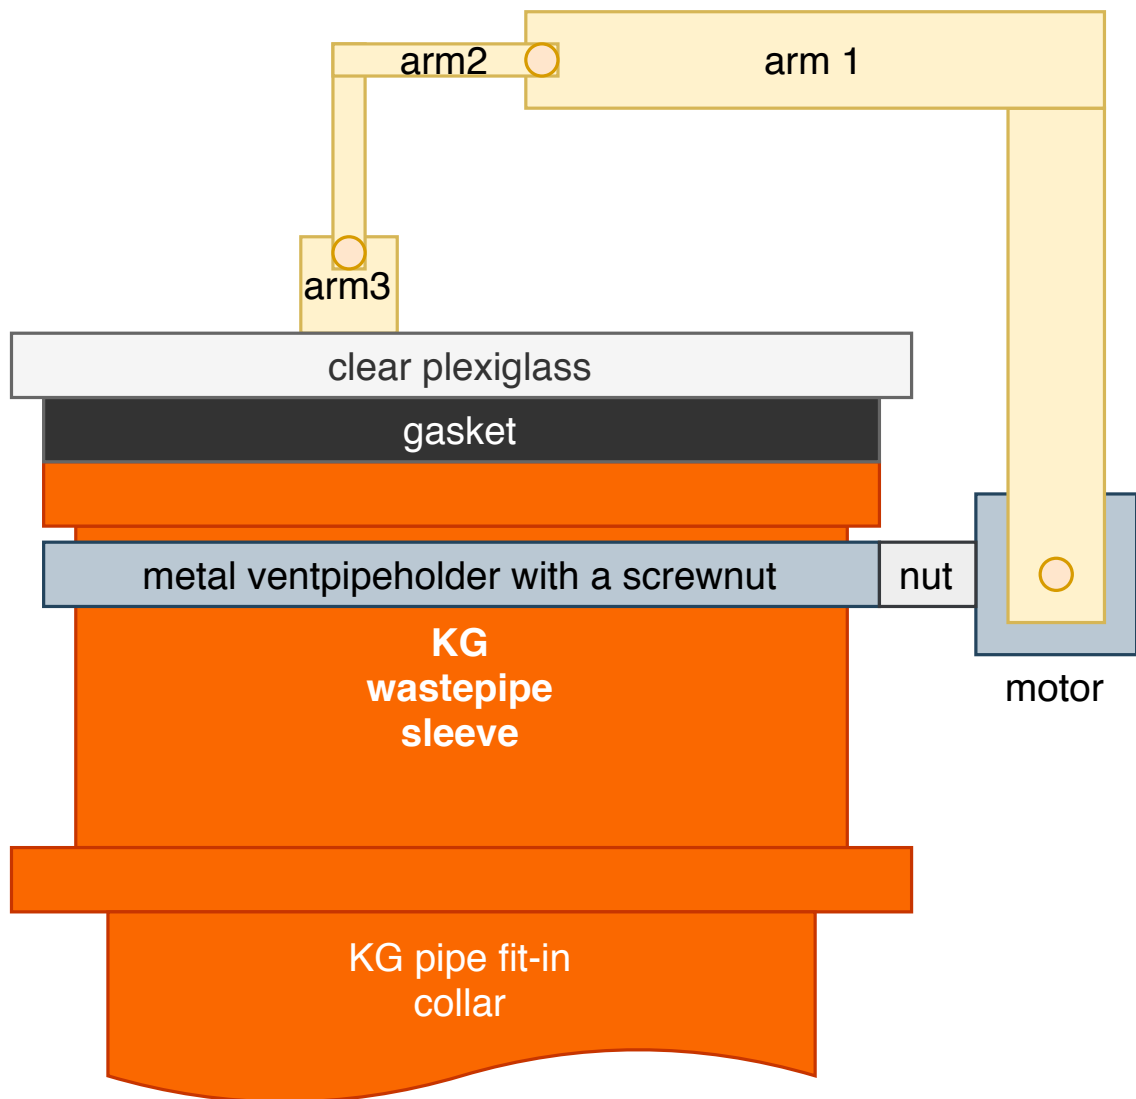 arm2
arm 1
arm3
clear plexiglass
gasket
metal ventpipeholder with a screwnut
nut
KG
wastepipe
sleeve
motor
KG pipe fit-in
collar